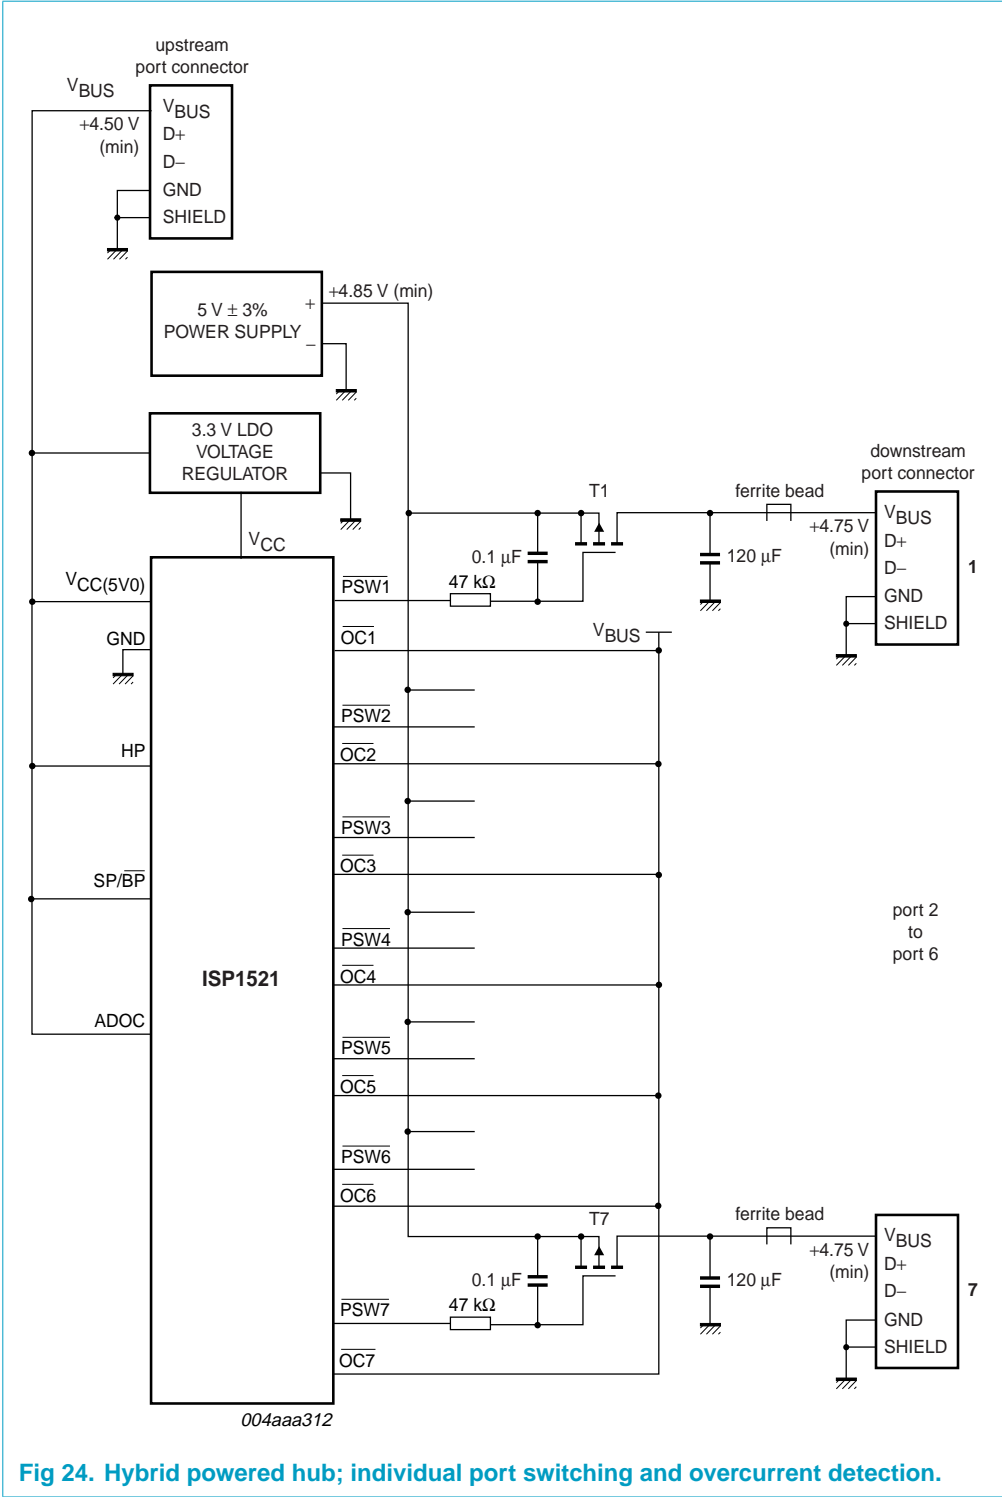 upstream
port connector
VBUS
+4.50 V
(min)
VBUS
D+
D−
GND
SHIELD
5 V ± 3%
POWER SUPPLY
+
−
+4.85 V (min)
3.3 V LDO
VOLTAGE
REGULATOR
VCC
VCC(5V0)
GND
HP
SP/BP
ADOC
ISP1521
PSW1
OC1
PSW2
OC2
PSW3
OC3
PSW4
OC4
PSW5
OC5
PSW6
OC6
PSW7
OC7
47 kΩ
0.1 µF
T1
120 µF
ferrite bead
downstream
port connector
+4.75 V
(min)
VBUS
D+
D−
GND
SHIELD
1
VBUS
port 2
to
port 6
47 kΩ
0.1 µF
T7
120 µF
ferrite bead
+4.75 V
(min)
VBUS
D+
D−
GND
SHIELD
7
004aaa312
Fig 24. Hybrid powered hub; individual port switching and overcurrent detection.